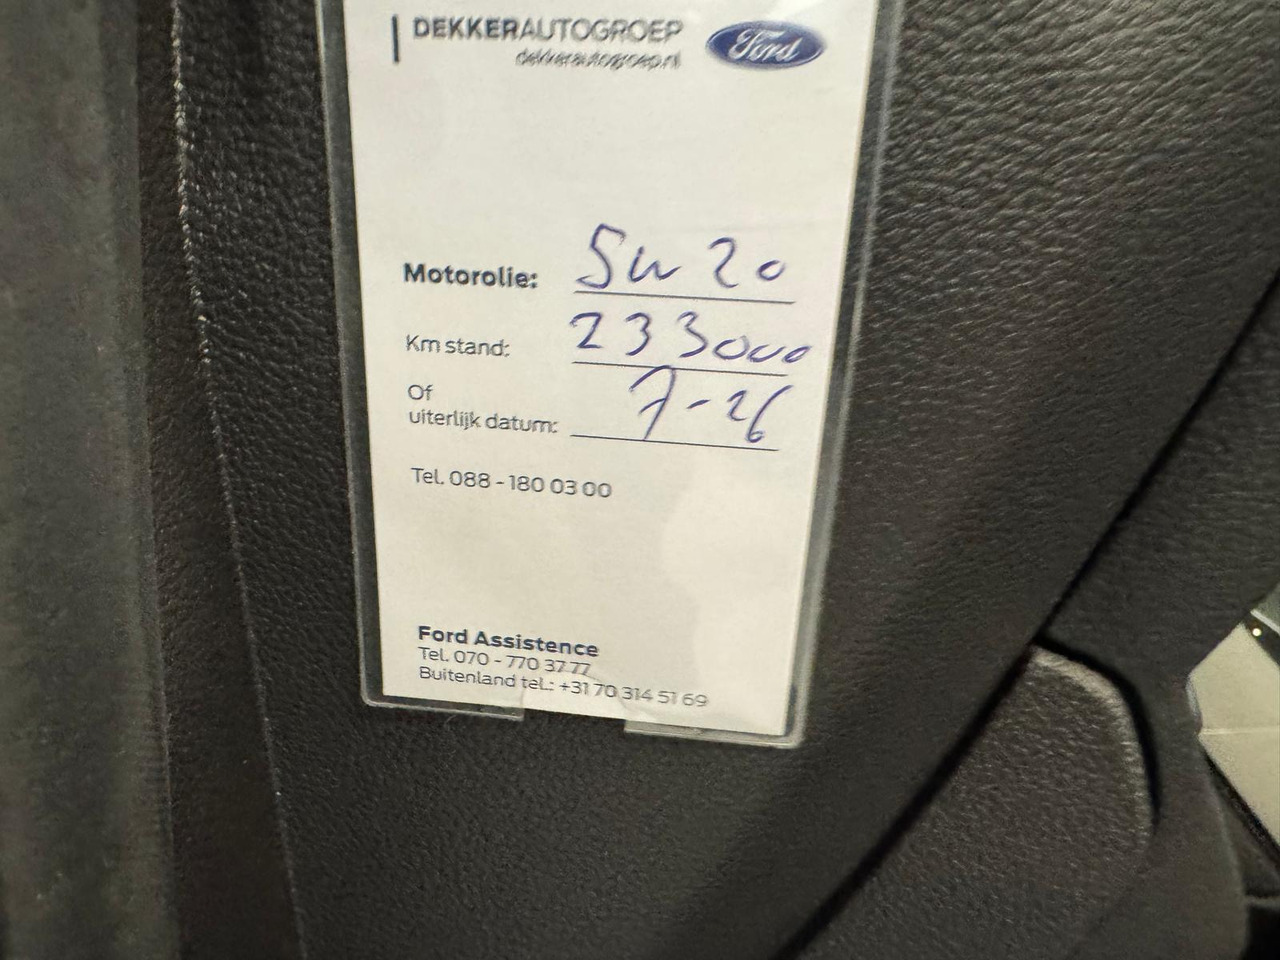 DEKKERAUTOGROEP
dekkerautogroep.nl
Ford
Motorolie: 5w20
Km stand: 233000
Of
uiterlijk datum: 7-26
Tel. 088 - 180 03 00
Ford Assistence
Tel. 070 - 770 37 77
Buitenland tel.: +31 70 314 51 69